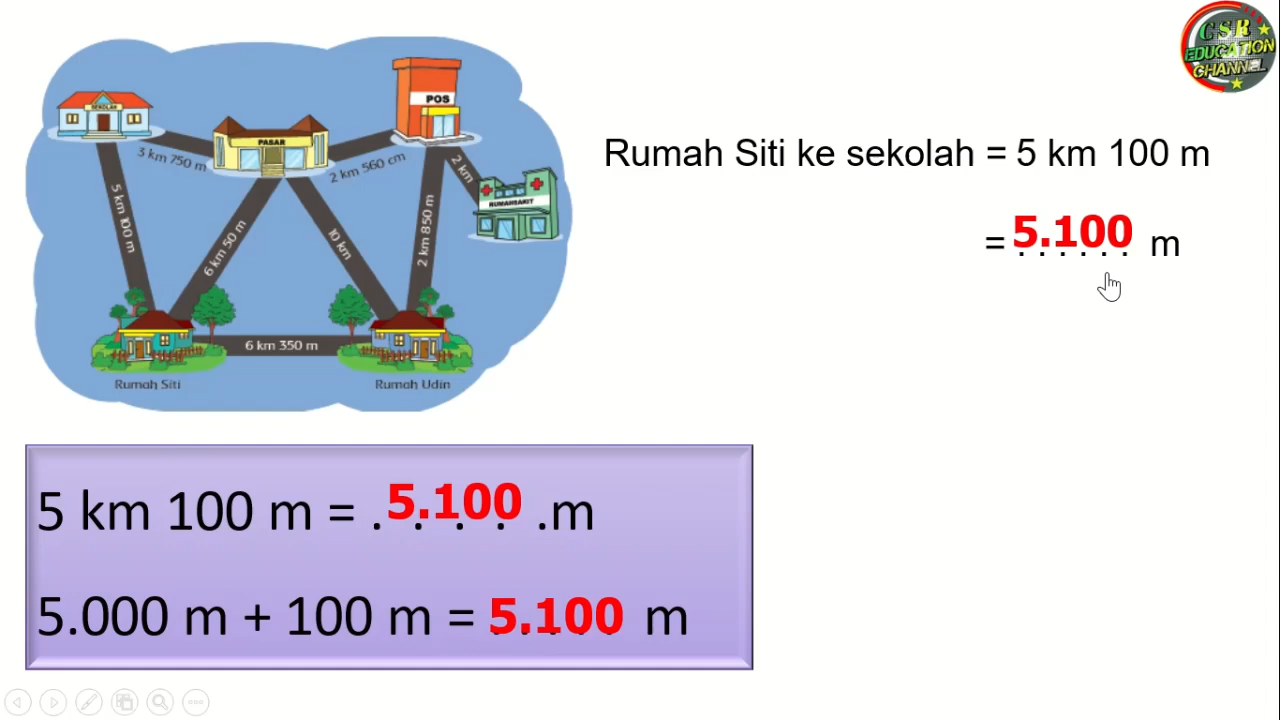 CSR
EDUCATION
CHANNEL
SEKOLAH
3 km 750 m
PASAR
2 km 560 cm
POS
2 km
RUMAHSAKIT
5 km 100 m
6 km 50 m
10 km
2 km 850 m
6 km 350 m
Rumah Siti
Rumah Udin
Rumah Siti ke sekolah = 5 km 100 m
= 5.100 m
5 km 100 m = 5.100 m
5.000 m + 100 m = 5.100 m